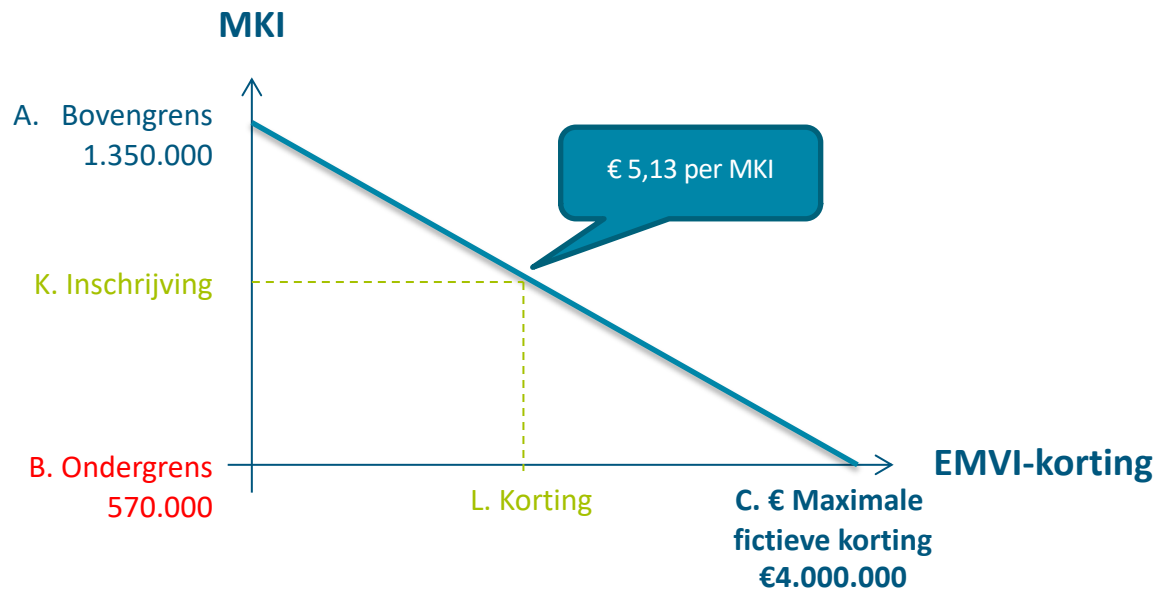 MKI
A. Bovengrens
1.350.000
€ 5,13 per MKI
K. Inschrijving
B. Ondergrens
570.000
EMVI-korting
L. Korting
C. € Maximale
fictieve korting
€4.000.000